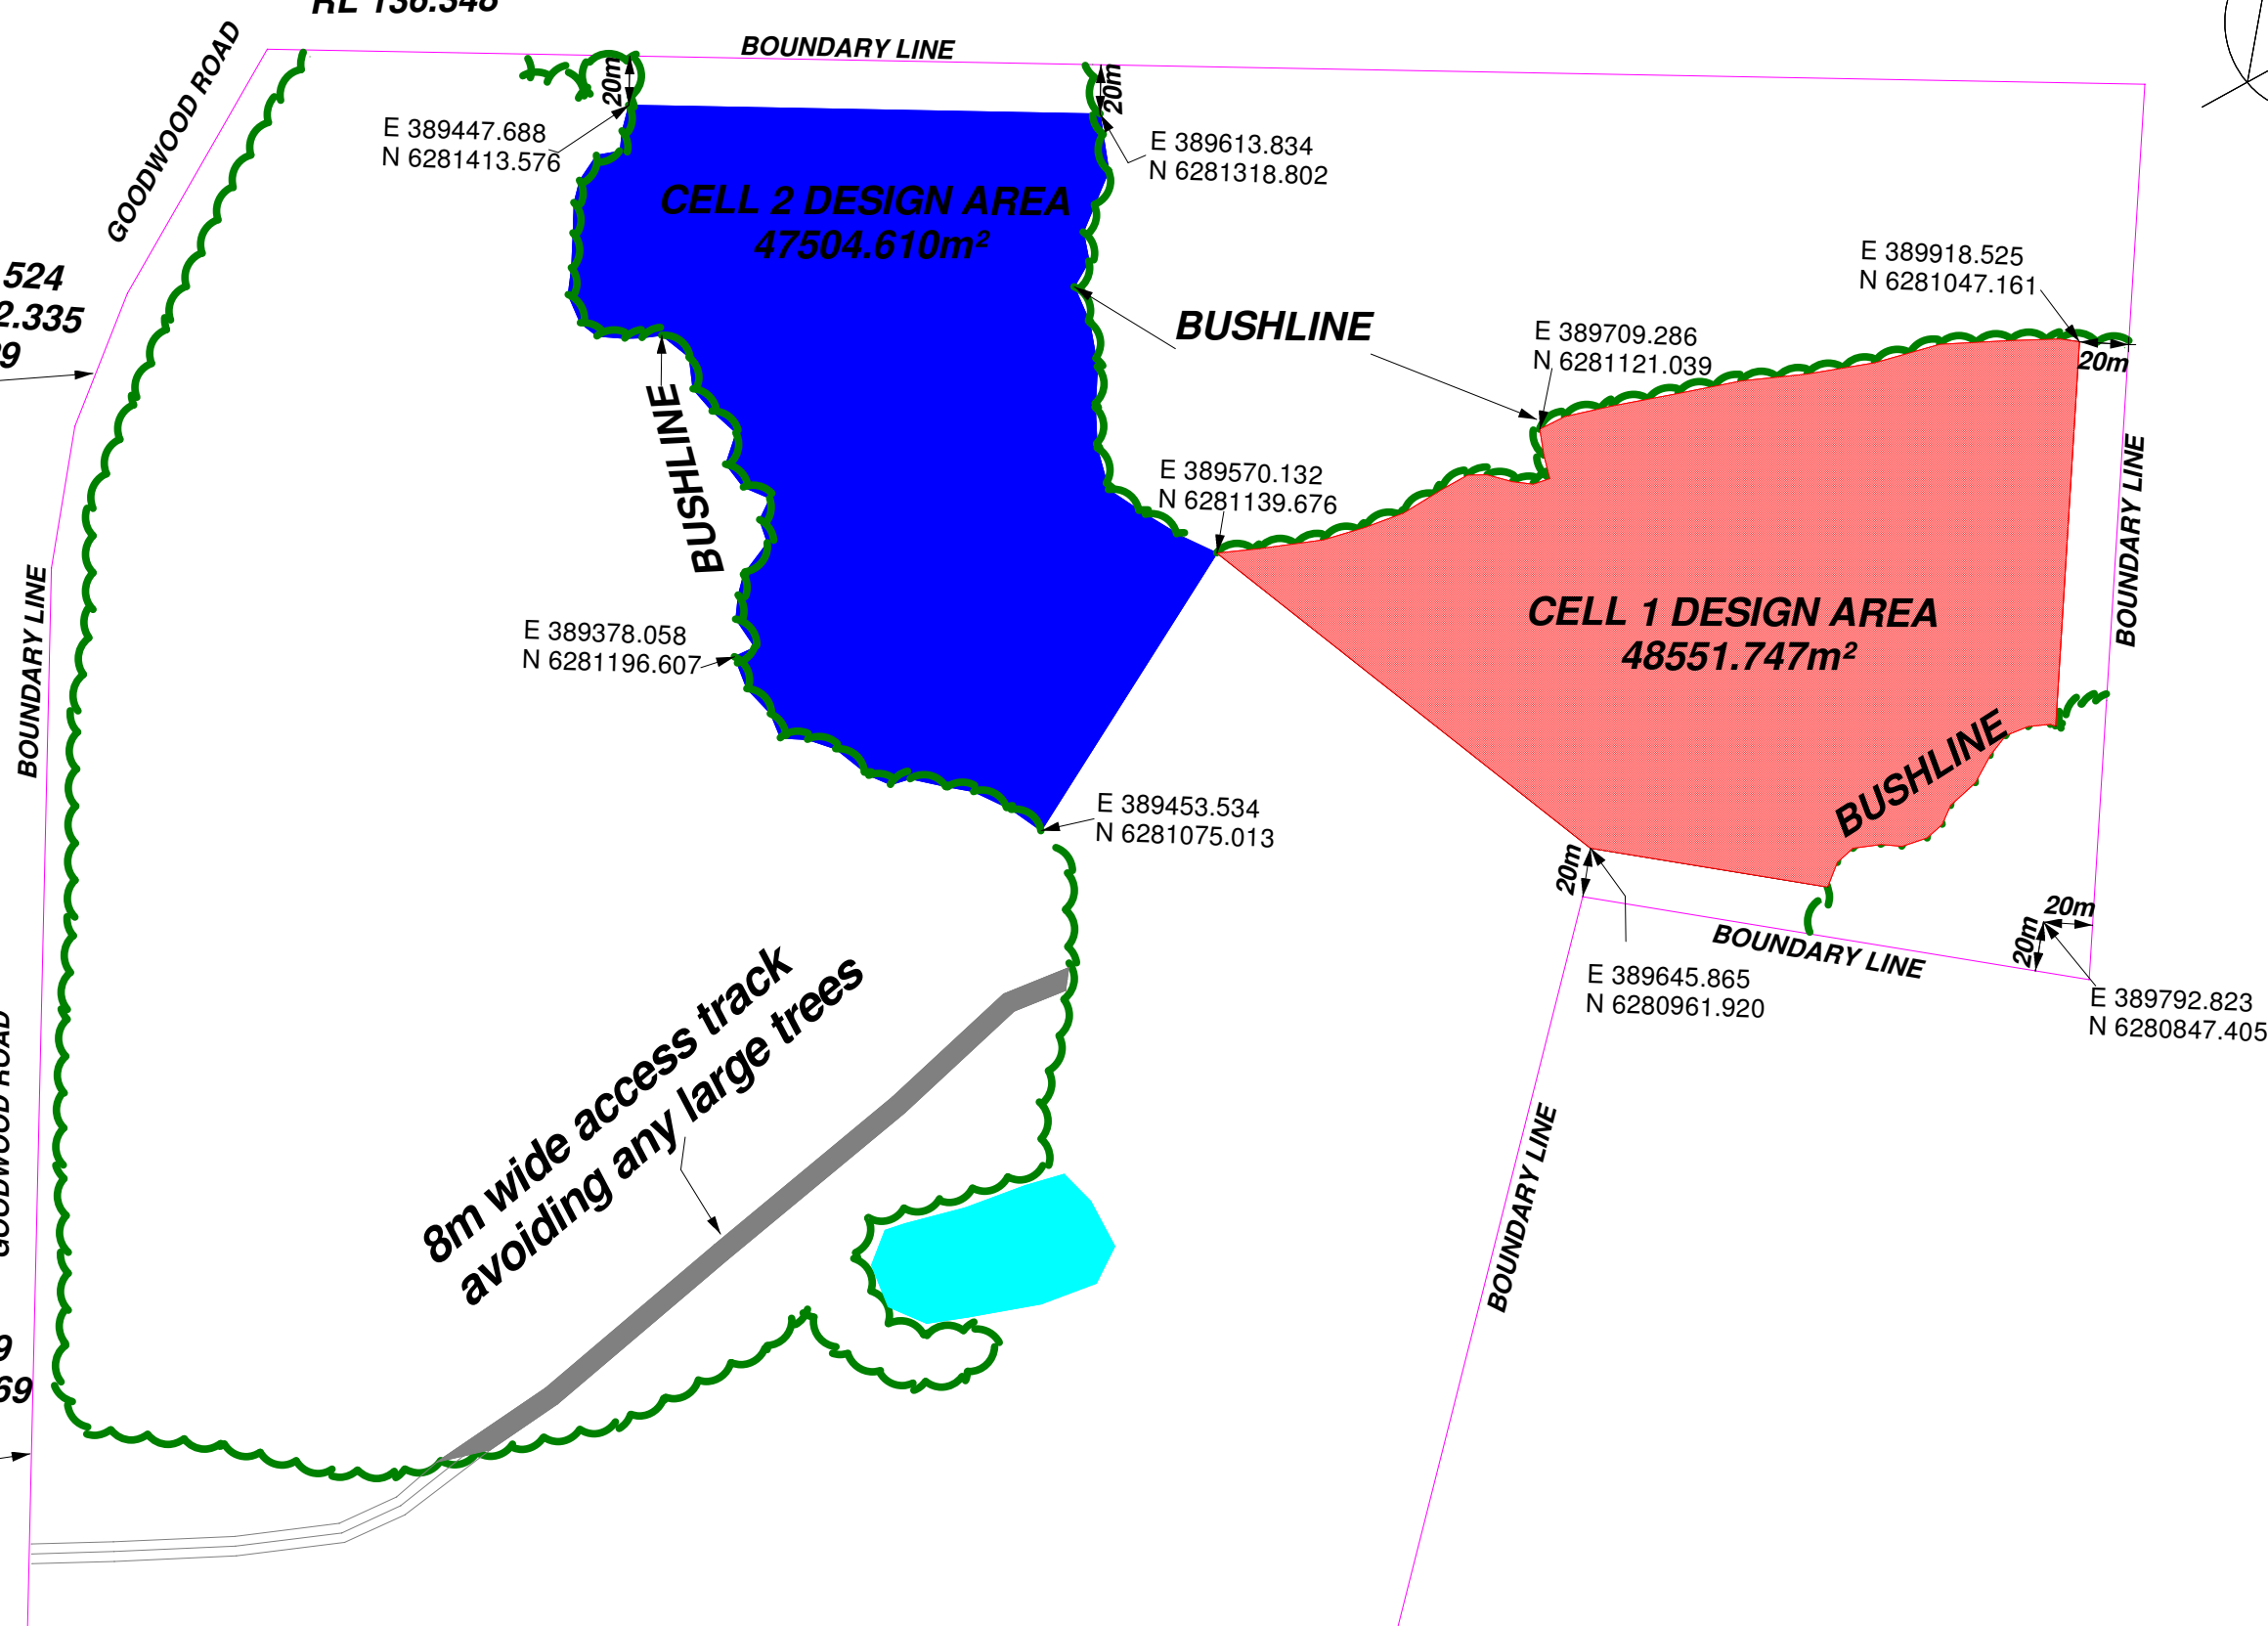 RL 136.348
BOUNDARY LINE
GOODWOOD ROAD
20m
20m
E 389447.688
N 6281413.576
E 389613.834
N 6281318.802
CELL 2 DESIGN AREA
47504.610m²
524
2.335
9
E 389918.525
N 6281047.161
20m
BUSHLINE
E 389709.286
N 6281121.039
BUSHLINE
E 389570.132
N 6281139.676
BOUNDARY LINE
BOUNDARY LINE
CELL 1 DESIGN AREA
48551.747m²
E 389378.058
N 6281196.607
BUSHLINE
E 389453.534
N 6281075.013
20m
20m
20m
BOUNDARY LINE
E 389645.865
N 6280961.920
E 389792.823
N 6280847.405
8m wide access track
avoiding any large trees
GOODWOOD ROAD
BOUNDARY LINE
9
69